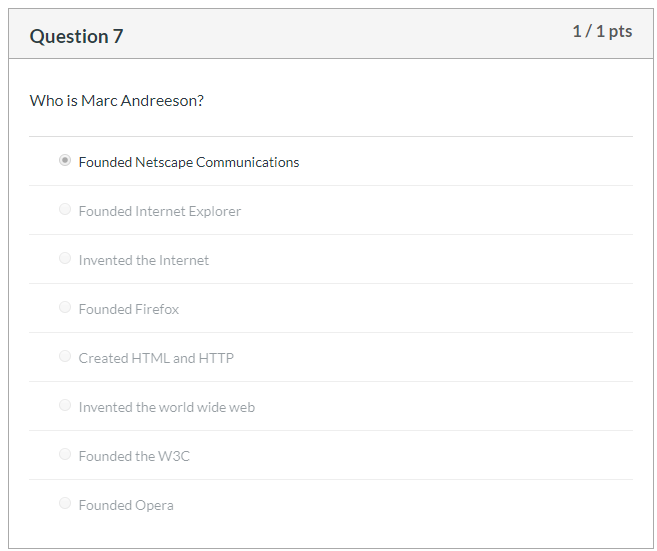 Question 7
1 / 1 pts
Who is Marc Andreeson?
Founded Netscape Communications
Founded Internet Explorer
Invented the Internet
Founded Firefox
Created HTML and HTTP
Invented the world wide web
Founded the W3C
Founded Opera